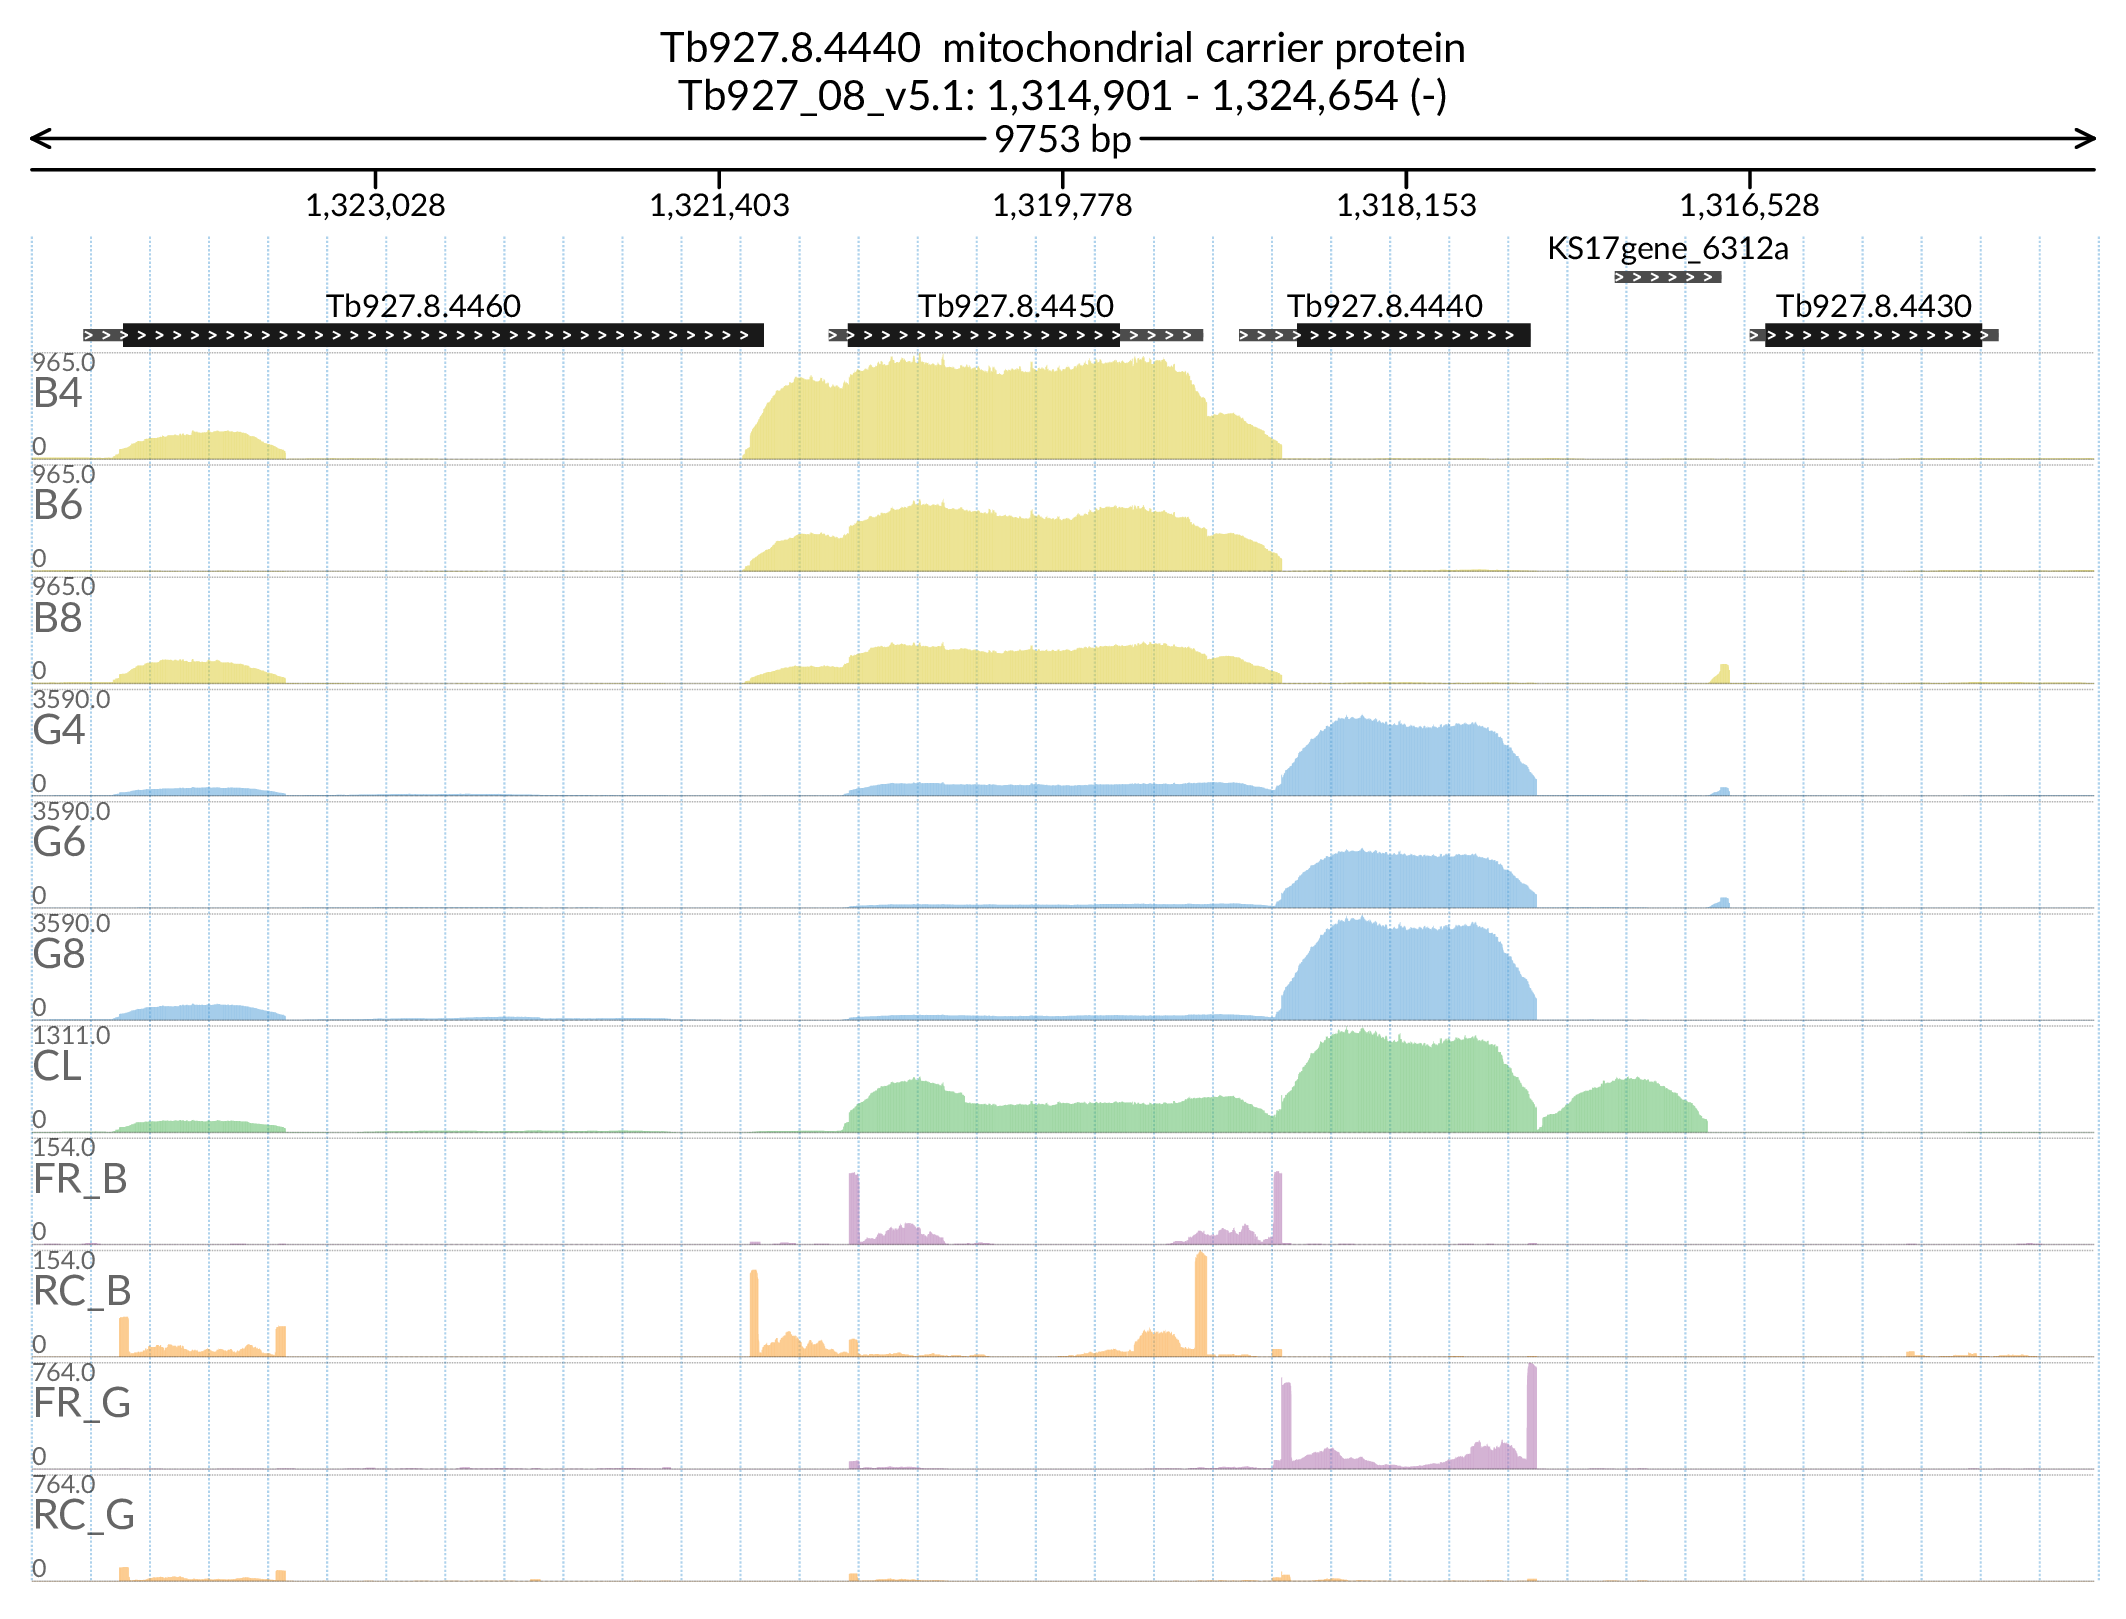 Tb927.8.4440  mitochondrial carrier protein
Tb927_08_v5.1: 1,314,901 - 1,324,654 (-)
9753 bp
1,323,028 1,321,403 1,319,778 1,318,153 1,316,528
KS17gene_6312a
Tb927.8.4460 Tb927.8.4450 Tb927.8.4440 Tb927.8.4430
965.0
B4
0
965.0
B6
0
965.0
B8
0
3590.0
G4
0
3590.0
G6
0
3590.0
G8
0
1311.0
CL
0
154.0
FR_B
0
154.0
RC_B
0
764.0
FR_G
0
764.0
RC_G
0